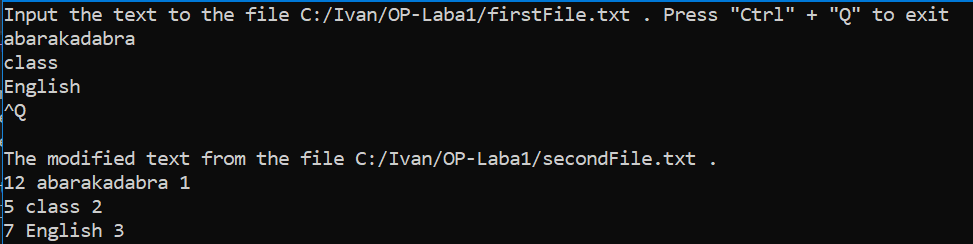 Input the text to the file C:/Ivan/OP-Laba1/firstFile.txt . Press "Ctrl" + "Q" to exit
abarakadabra
class
English
^Q
The modified text from the file C:/Ivan/OP-Laba1/secondFile.txt .
12 abarakadabra 1
5 class 2
7 English 3